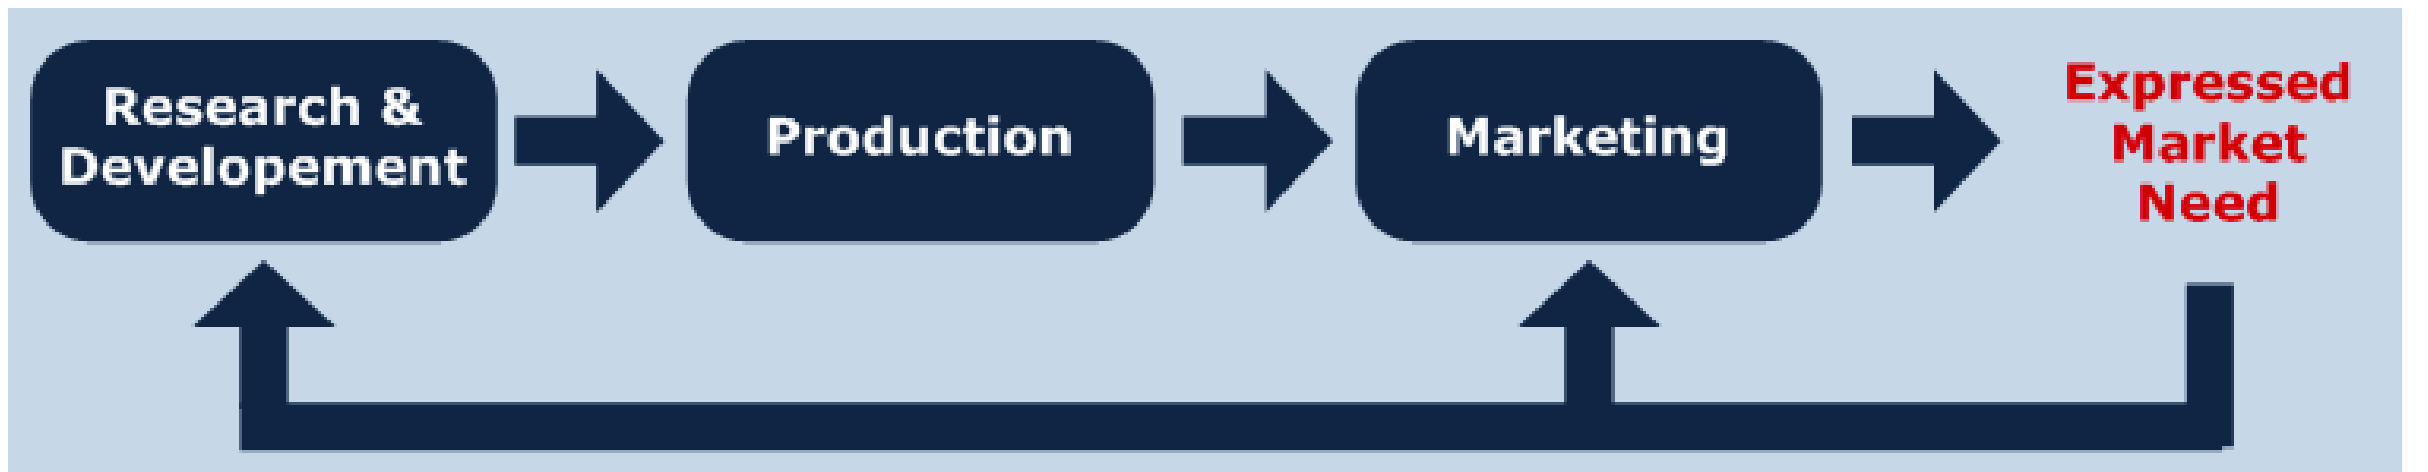 Research &
Developement
Production
Marketing
Expressed
Market
Need